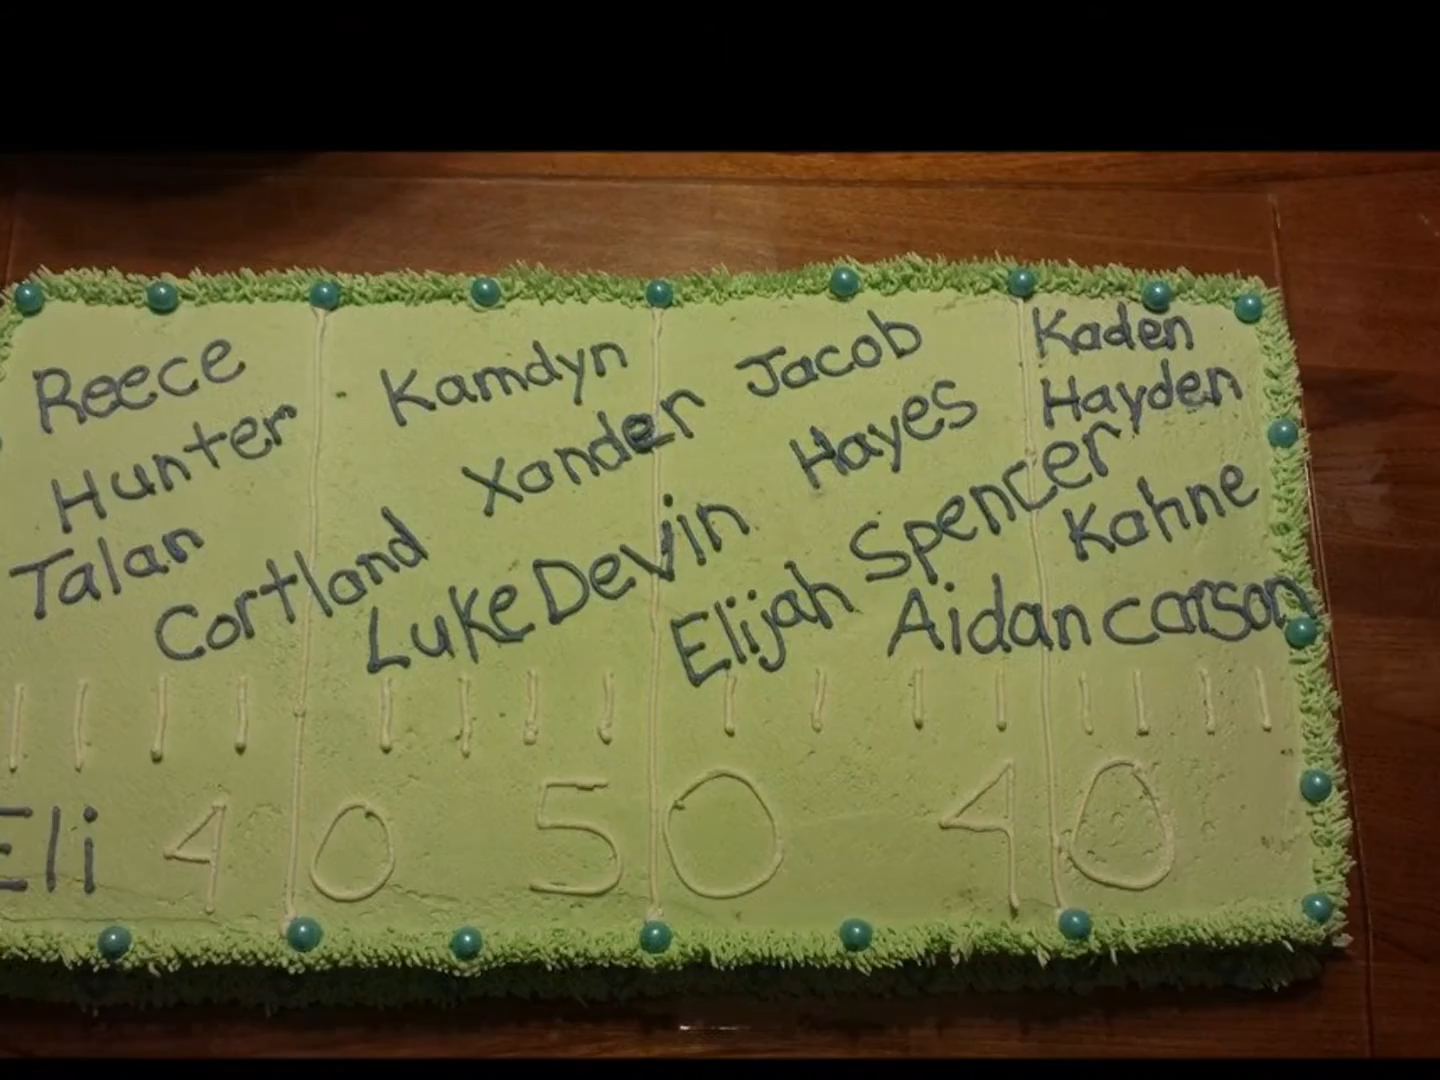 Reece
Hunter
Talan
Cortland
Kamdyn
Xander
Luke Devin
Jacob
Hayes
Spencer
Elijah
Kaden
Hayden
Kahne
Aidan Carson
Eli
40
50
40